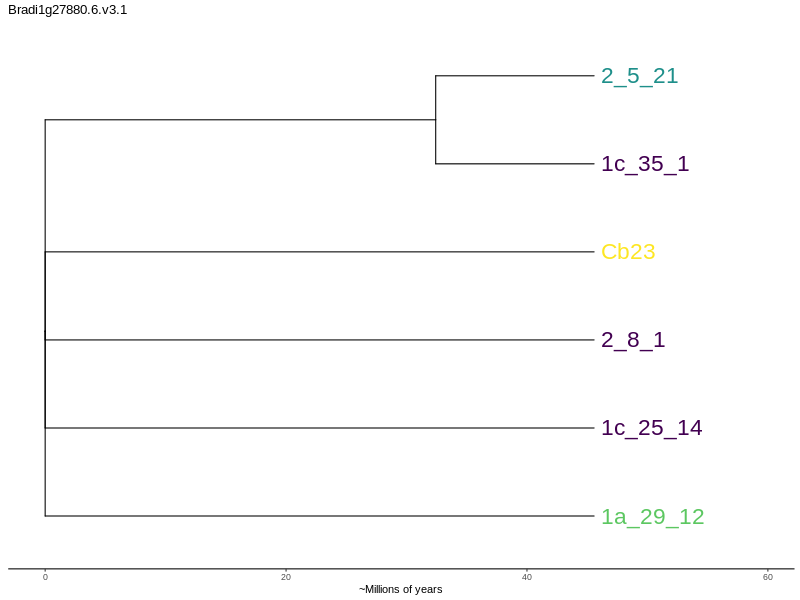 Bradi1g27880.6.v3.1
2_5_21
1c_35_1
Cb23
2_8_1
1c_25_14
1a_29_12
0 20 40 60
~Millions of years